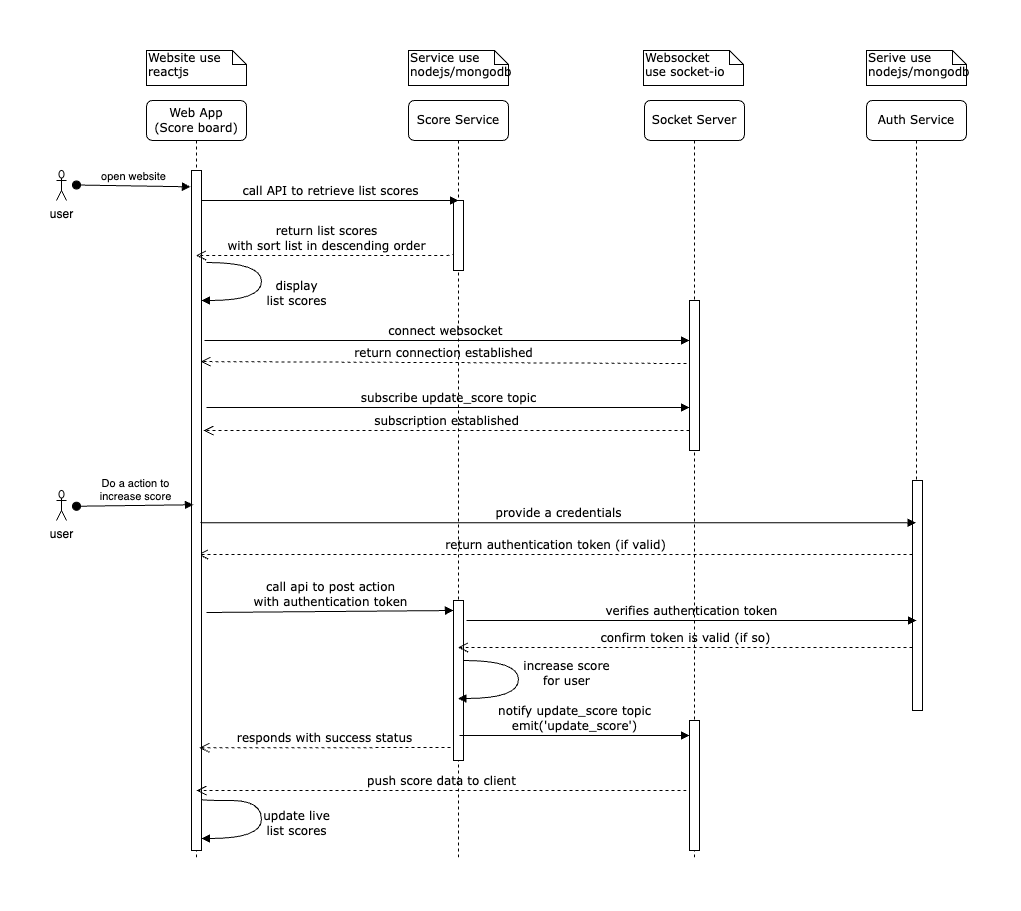 Website use
reactjs
Service use
nodejs/mongodb
Websocket
use socket-io
Serive use
nodejs/mongodb
Web App
(Score board)
Score Service
Socket Server
Auth Service
open website
user
call API to retrieve list scores
return list scores
with sort list in descending order
display
list scores
connect websocket
return connection established
subscribe update_score topic
subscription established
Do a action to
increase score
user
provide a credentials
return authentication token (if valid)
call api to post action
with authentication token
verifies authentication token
confirm token is valid (if so)
increase score
for user
notify update_score topic
emit('update_score')
responds with success status
push score data to client
update live
list scores